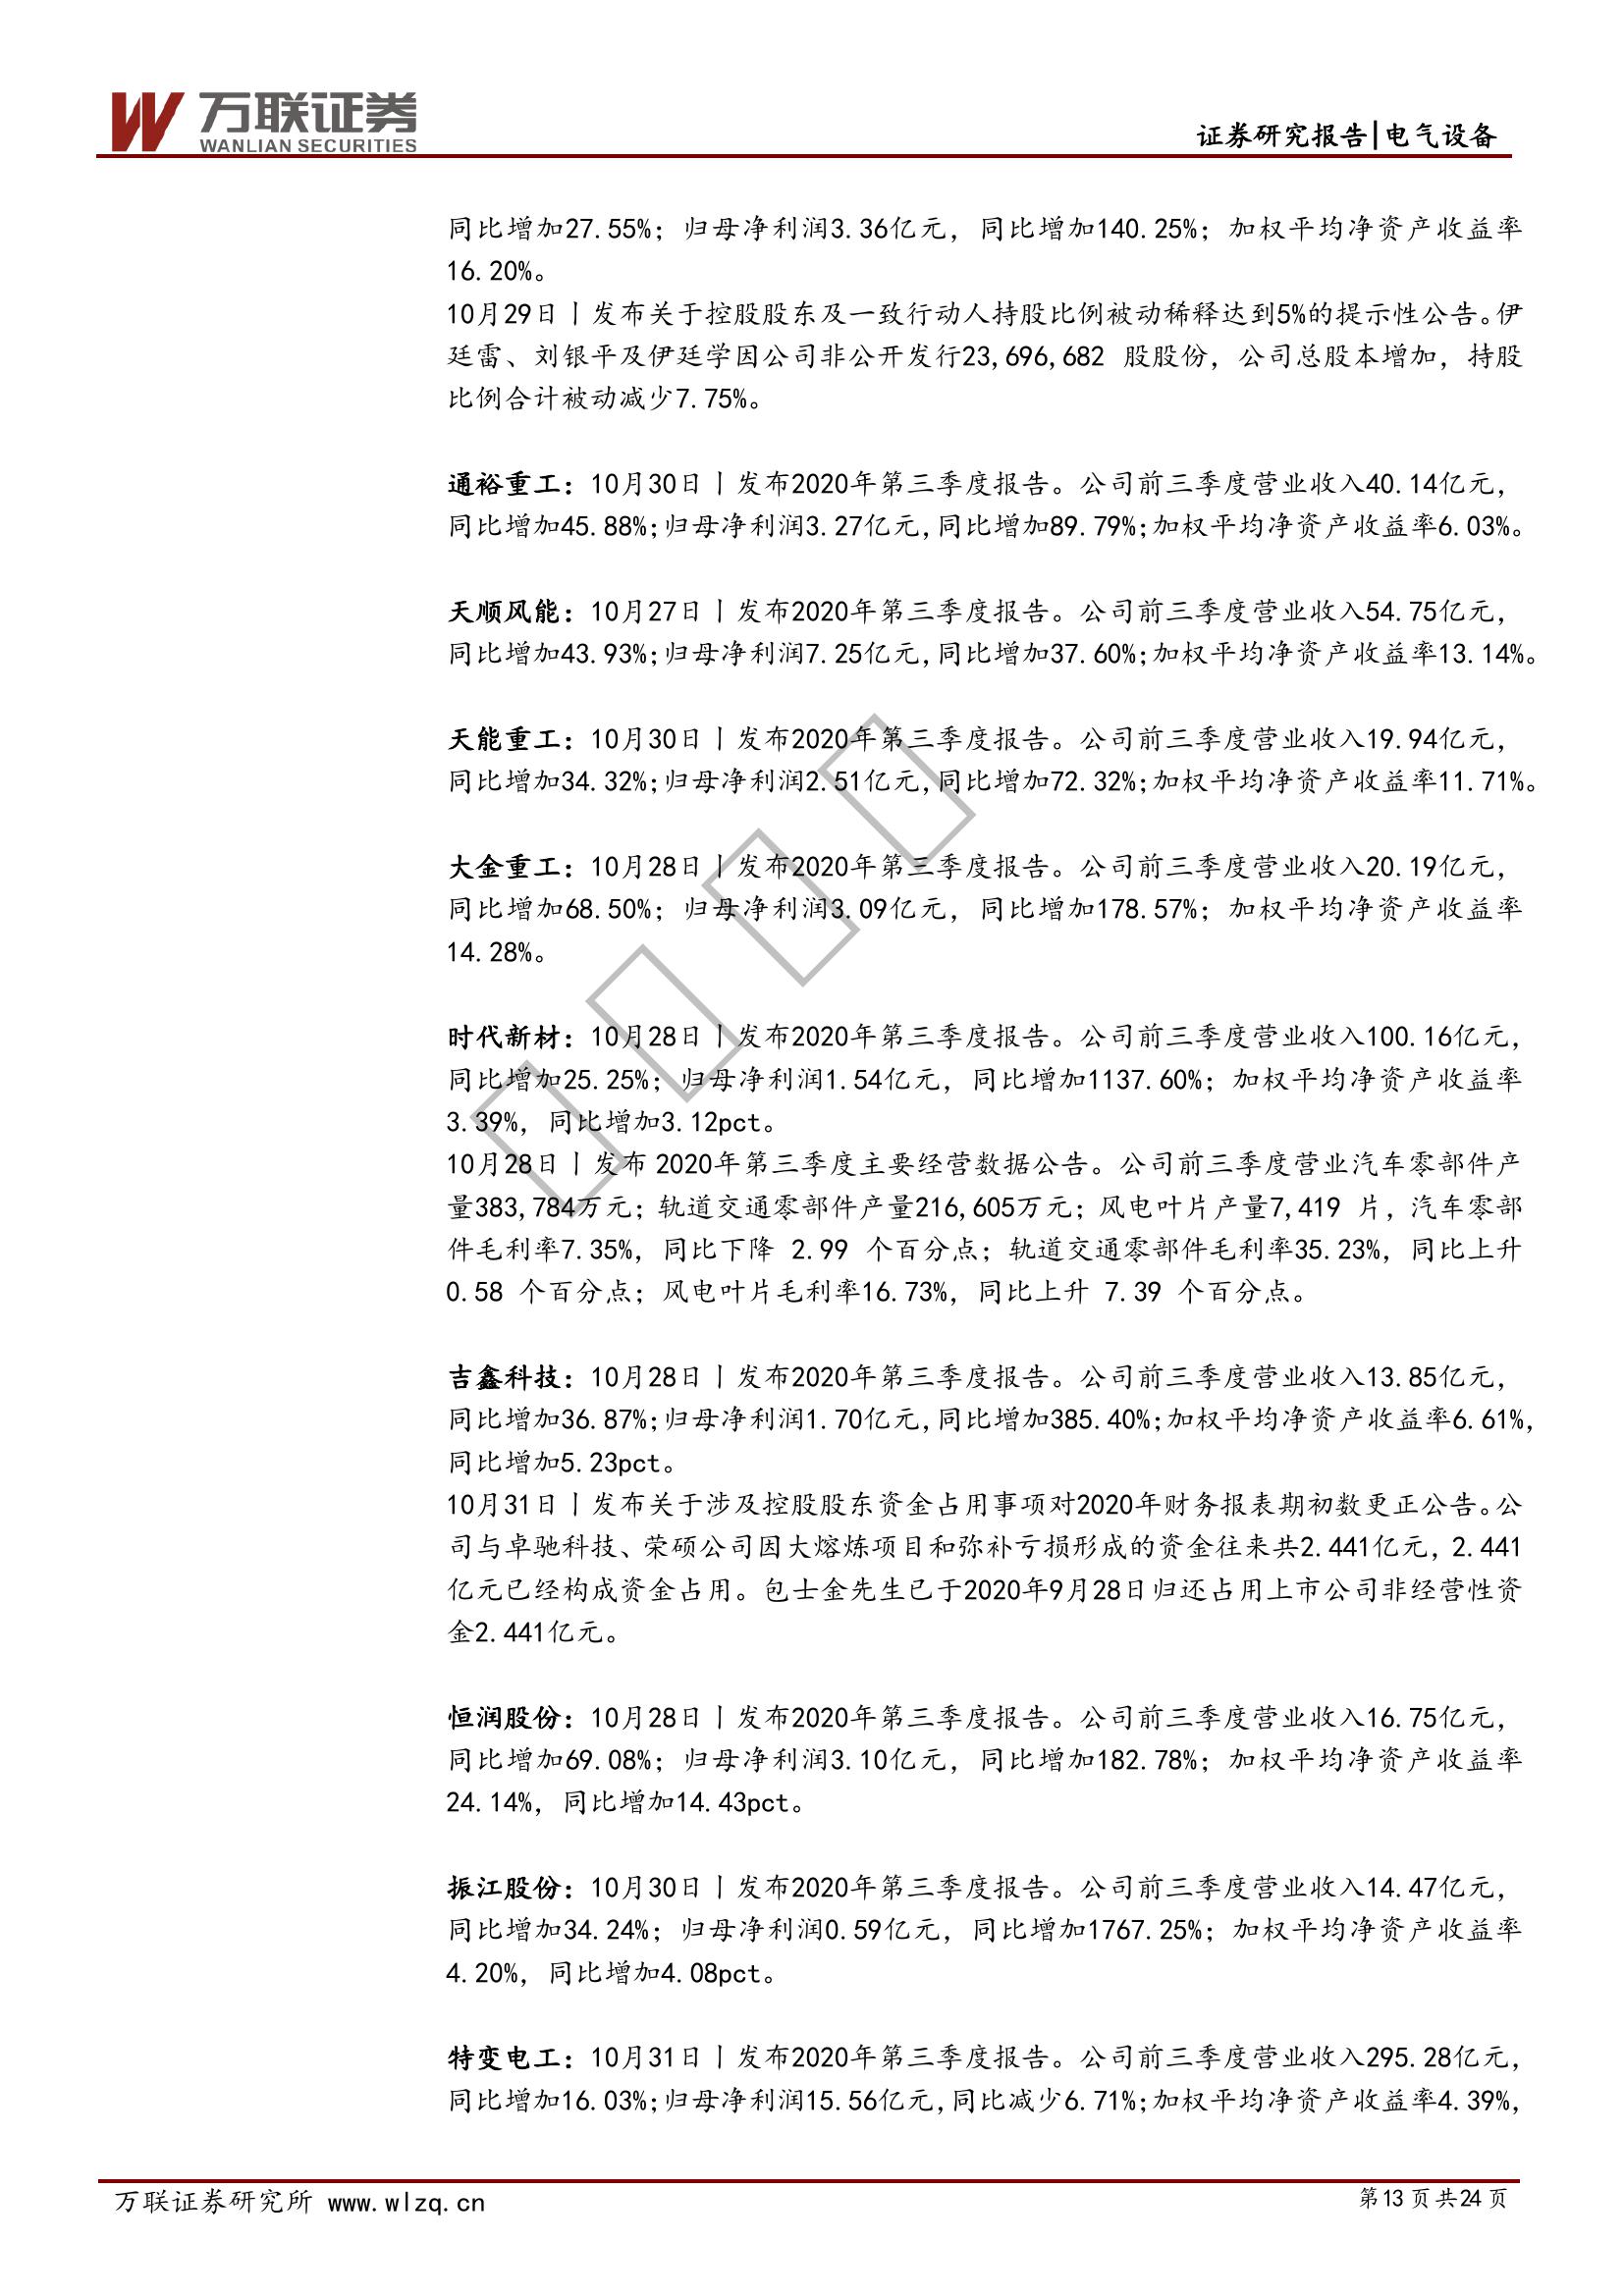 万联证券
WANLIAN SECURITIES
证券研究报告|电气设备
同比增加27.55%；归母净利润3.36亿元，同比增加140.25%；加权平均净资产收益率
16.20%。
10月29日丨发布关于控股股东及一致行动人持股比例被动稀释达到5%的提示性公告。伊
廷雷、刘银平及伊廷学因公司非公开发行23,696,682 股股份，公司总股本增加，持股
比例合计被动减少7.75%。
通裕重工：10月30日丨发布2020年第三季度报告。公司前三季度营业收入40.14亿元，
同比增加45.88%；归母净利润3.27亿元，同比增加89.79%；加权平均净资产收益率6.03%。
天顺风能：10月27日丨发布2020年第三季度报告。公司前三季度营业收入54.75亿元，
同比增加43.93%；归母净利润7.25亿元，同比增加37.60%；加权平均净资产收益率13.14%。
天能重工：10月30日丨发布2020年第三季度报告。公司前三季度营业收入19.94亿元，
同比增加34.32%；归母净利润2.51亿元，同比增加72.32%；加权平均净资产收益率11.71%。
大金重工：10月28日丨发布2020年第三季度报告。公司前三季度营业收入20.19亿元，
同比增加68.50%；归母净利润3.09亿元，同比增加178.57%；加权平均净资产收益率
14.28%。
时代新材：10月28日丨发布2020年第三季度报告。公司前三季度营业收入100.16亿元，
同比增加25.25%；归母净利润1.54亿元，同比增加1137.60%；加权平均净资产收益率
3.39%，同比增加3.12pct。
10月28日丨发布 2020年第三季度主要经营数据公告。公司前三季度营业汽车零部件产
量383,784万元；轨道交通零部件产量216,605万元；风电叶片产量7,419 片，汽车零部
件毛利率7.35%，同比下降 2.99 个百分点；轨道交通零部件毛利率35.23%，同比上升
0.58 个百分点；风电叶片毛利率16.73%，同比上升 7.39 个百分点。
吉鑫科技：10月28日丨发布2020年第三季度报告。公司前三季度营业收入13.85亿元，
同比增加36.87%；归母净利润1.70亿元，同比增加385.40%；加权平均净资产收益率6.61%，
同比增加5.23pct。
10月31日丨发布关于涉及控股股东资金占用事项对2020年财务报表期初数更正公告。公
司与卓驰科技、荣硕公司因大熔炼项目和弥补亏损形成的资金往来共2.441亿元，2.441
亿元已经构成资金占用。包士金先生已于2020年9月28日归还占用上市公司非经营性资
金2.441亿元。
恒润股份：10月28日丨发布2020年第三季度报告。公司前三季度营业收入16.75亿元，
同比增加69.08%；归母净利润3.10亿元，同比增加182.78%；加权平均净资产收益率
24.14%，同比增加14.43pct。
振江股份：10月30日丨发布2020年第三季度报告。公司前三季度营业收入14.47亿元，
同比增加34.24%；归母净利润0.59亿元，同比增加1767.25%；加权平均净资产收益率
4.20%，同比增加4.08pct。
特变电工：10月31日丨发布2020年第三季度报告。公司前三季度营业收入295.28亿元，
同比增加16.03%；归母净利润15.56亿元，同比减少6.71%；加权平均净资产收益率4.39%，
万联证券研究所 www.wlzq.cn
第13 页 共24 页